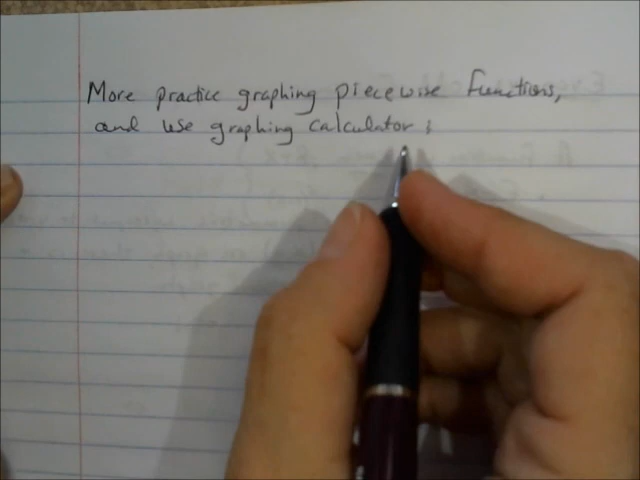 More practice graphing piecewise functions,
and use graphing calculator;